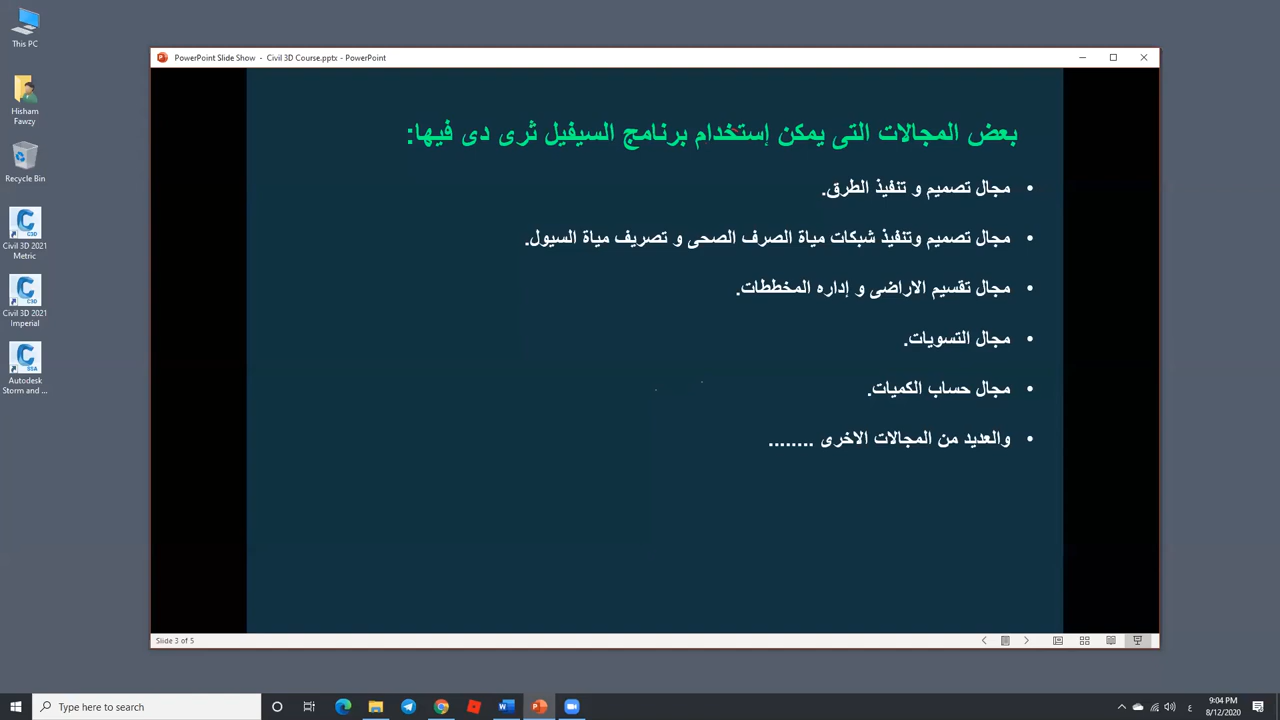 This PC
Hisham
Fawzy
Recycle Bin
Civil 3D 2021
Metric
Civil 3D 2021
Imperial
Autodesk
Storm and ...
PowerPoint Slide Show - Civil 3D Course.pptx - PowerPoint
بعض المجالات التى يمكن إستخدام برنامج السيفيل ثرى دى فيها:
• مجال تصميم و تنفيذ الطرق.
• مجال تصميم وتنفيذ شبكات مياة الصرف الصحى و تصريف مياة السيول.
• مجال تقسيم الاراضى و إداره المخططات.
• مجال التسويات.
• مجال حساب الكميات.
• والعديد من المجالات الاخرى ........
Slide 3 of 5
Type here to search
ع
9:04 PM
8/12/2020